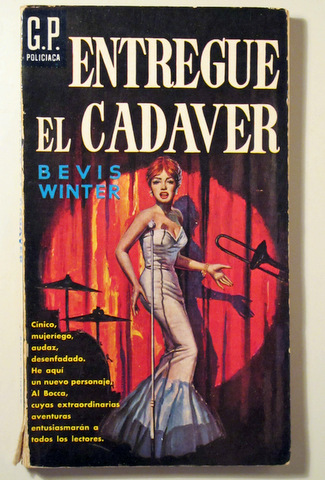 G.P.
POLICIACA
ENTREGUE
EL CADAVER
BEVIS
WINTER
Cínico,
mujeriego,
audaz,
desenfadado.
He aquí
un nuevo personaje,
Al Bocca,
cuyas extraordinarias
aventuras
entusiasmarán a
todos los lectores.